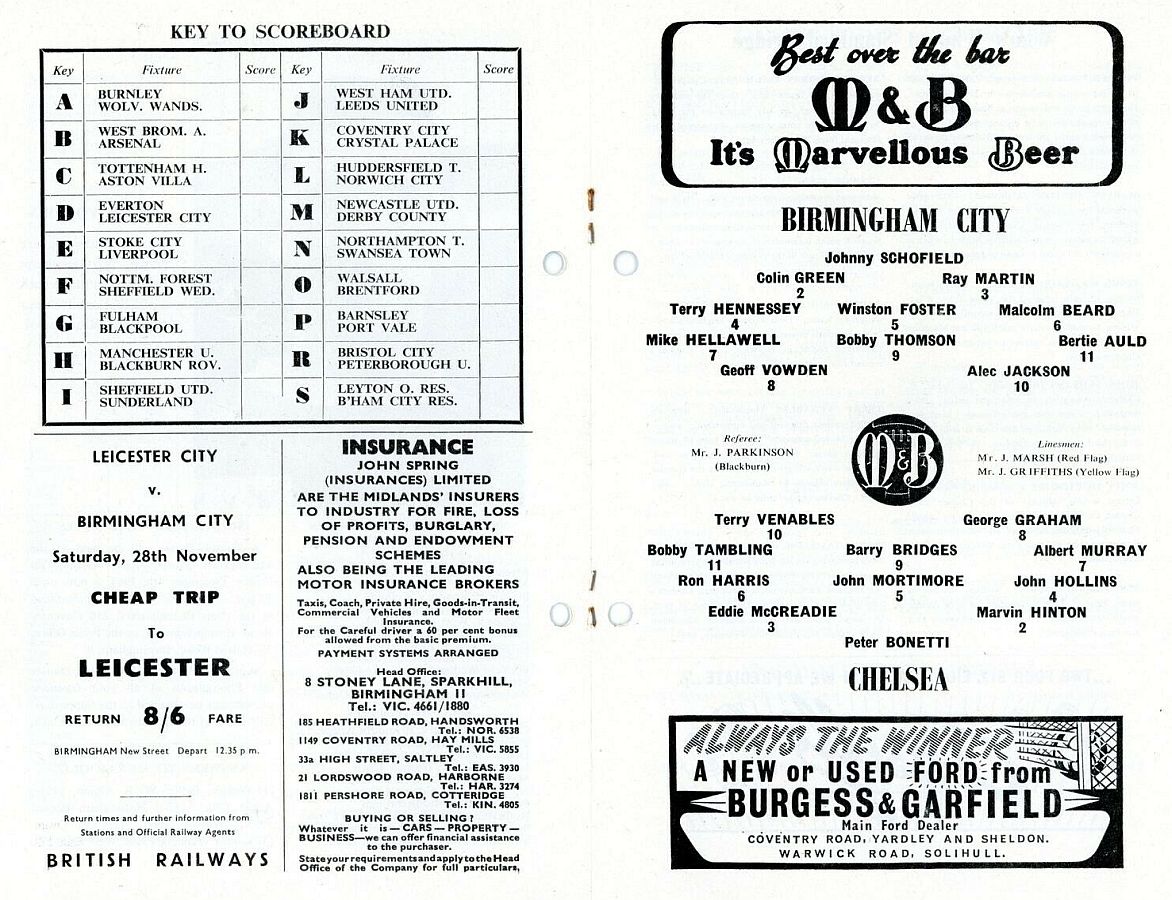 KEY TO SCOREBOARD
Key Fixture Score Key Fixture Score
A BURNLEY
WOLV. WANDS.
J WEST HAM UTD.
LEEDS UNITED
B WEST BROM. A.
ARSENAL
K COVENTRY CITY
CRYSTAL PALACE
C TOTTENHAM H.
ASTON VILLA
L HUDDERSFIELD T.
NORWICH CITY
D EVERTON
LEICESTER CITY
M NEWCASTLE UTD.
DERBY COUNTY
E STOKE CITY
LIVERPOOL
N NORTHAMPTON T.
SWANSEA TOWN
F NOTTM. FOREST
SHEFFIELD WED.
O WALSALL
BRENTFORD
G FULHAM
BLACKPOOL
P BARNSLEY
PORT VALE
H MANCHESTER U.
BLACKBURN ROV.
R BRISTOL CITY
PETERBOROUGH U.
I SHEFFIELD UTD.
SUNDERLAND
S LEYTON O. RES.
B'HAM CITY RES.
LEICESTER CITY
v.
BIRMINGHAM CITY
Saturday, 28th November
CHEAP TRIP
To
LEICESTER
RETURN 8/6 FARE
BIRMINGHAM New Street Depart 12.35 p m.
Return times and further information from
Stations and Official Railway Agents
BRITISH RAILWAYS
INSURANCE
JOHN SPRING
(INSURANCES) LIMITED
ARE THE MIDLANDS' INSURERS
TO INDUSTRY FOR FIRE, LOSS
OF PROFITS, BURGLARY,
PENSION AND ENDOWMENT
SCHEMES
ALSO BEING THE LEADING
MOTOR INSURANCE BROKERS
Taxis, Coach, Private Hire, Goods-in-Transit,
Commercial Vehicles and Motor Fleet
Insurance.
For the Careful driver a 60 per cent bonus
allowed from the basic premium.
PAYMENT SYSTEMS ARRANGED
Head Office:
8 STONEY LANE, SPARKHILL,
BIRMINGHAM 11
Tel.: VIC. 4661/1880
185 HEATHFIELD ROAD, HANDSWORTH
Tel.: NOR. 6538
1149 COVENTRY ROAD, HAY MILLS
Tel.: VIC. 5855
33a HIGH STREET, SALTLEY
Tel.: EAS. 3930
21 LORDSWOOD ROAD, HARBORNE
Tel.: HAR. 3274
1811 PERSHORE ROAD, COTTERIDGE
Tel.: KIN. 4805
BUYING OR SELLING?
Whatever it is — CARS — PROPERTY —
BUSINESS—we can offer financial assistance
to the purchaser.
State your requirements and apply to the Head
Office of the Company for full particulars,
Best over the bar
M & B
It's Marvellous Beer
BIRMINGHAM CITY
Johnny SCHOFIELD
Colin GREEN Ray MARTIN
2 3
Terry HENNESSEY Winston FOSTER Malcolm BEARD
4 5 6
Mike HELLAWELL Bobby THOMSON Bertie AULD
7 9 11
Geoff VOWDEN Alec JACKSON
8 10
Referee:
Mr. J. PARKINSON
(Blackburn)
M&B
Linesmen:
Mr. J. MARSH (Red Flag)
Mr. J. GRIFFITHS (Yellow Flag)
Terry VENABLES George GRAHAM
10 8
Bobby TAMBLING Barry BRIDGES Albert MURRAY
11 9 7
Ron HARRIS John MORTIMORE John HOLLINS
6 5 4
Eddie McCREADIE Marvin HINTON
3 2
Peter BONETTI
CHELSEA
ALWAYS THE WINNER
A NEW or USED FORD from
BURGESS & GARFIELD
Main Ford Dealer
COVENTRY ROAD, YARDLEY AND SHELDON.
WARWICK ROAD, SOLIHULL.